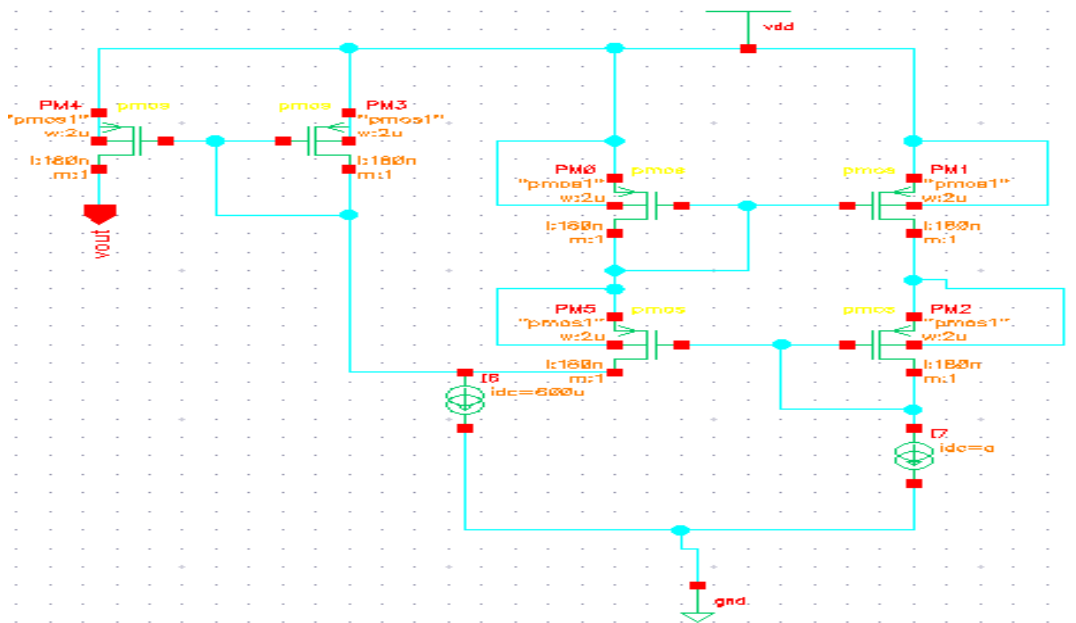 vdd
PM4
pmos
"pmos1"
w:2u
l:180n
m:1
vout
pmos
PM3
"pmos1"
w:2u
l:180n
m:1
PM0
pmos
"pmos1"
w:2u
l:180n
m:1
pmos
PM1
"pmos1"
w:2u
l:180n
m:1
PM5
pmos
"pmos1"
w:2u
l:180n
m:1
pmos
PM2
"pmos1"
w:2u
l:180n
m:1
I6
idc=600u
I7
idc=a
gnd